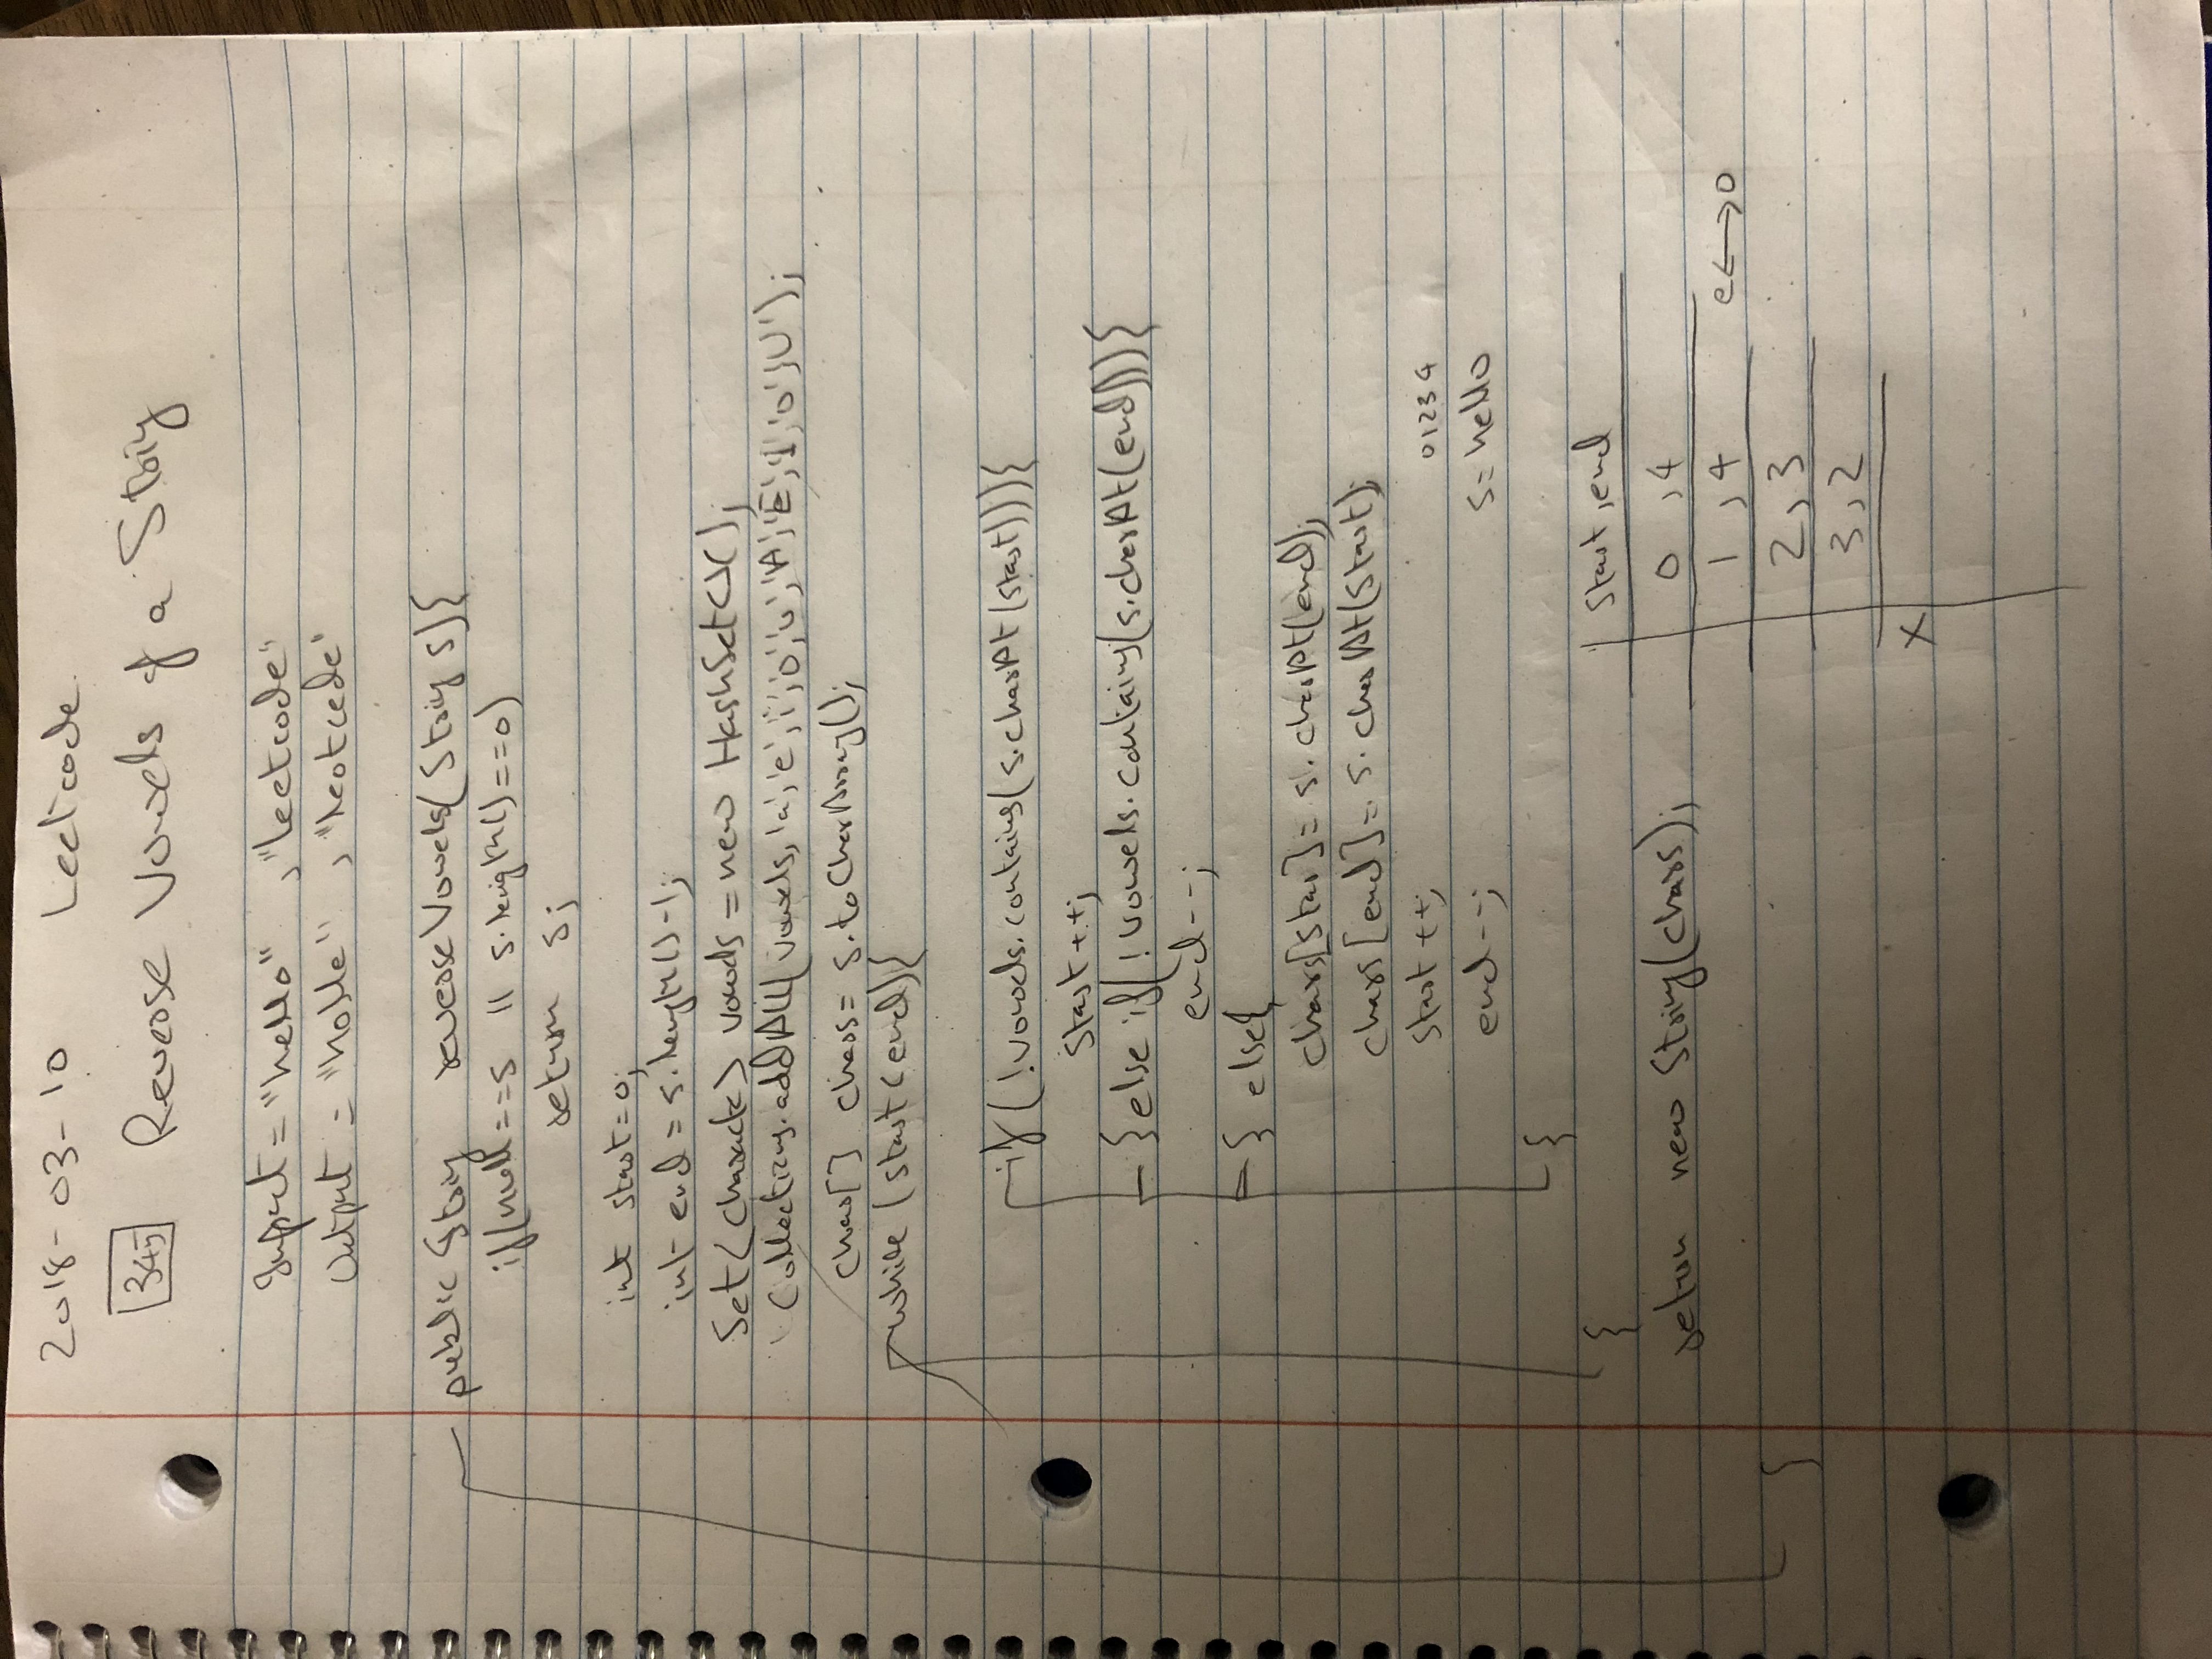 2018-03-10 Leetcode.
345 Reverse Vowels of a String
Input = "hello" , "leetcode"
Output = "holle" , "leotcede"
public String reverseVowels(String s){
if(null==s || s.length()==0)
return s;
int start=0;
int end = s.length()-1;
Set<Character> vowels = new HashSet<>();
Collections.addAll(vowels,'a','e','i','o','u','A','E','I','O','U');
char[] chars= s.toCharArray();
while (start<end){
if(!vowels.contains(s.charAt(start))){
start++;
}else if(!vowels.contains(s.charAt(end))){
end--;
} else{
chars[star]= s.charAt(end);
chars[end]= s.charAt(start);
start++;
end--;
}
}
return new String(chars);
}
01234
s= hello
start, end
0 , 4
1 , 4 e<->o
2, 3
3, 2
X